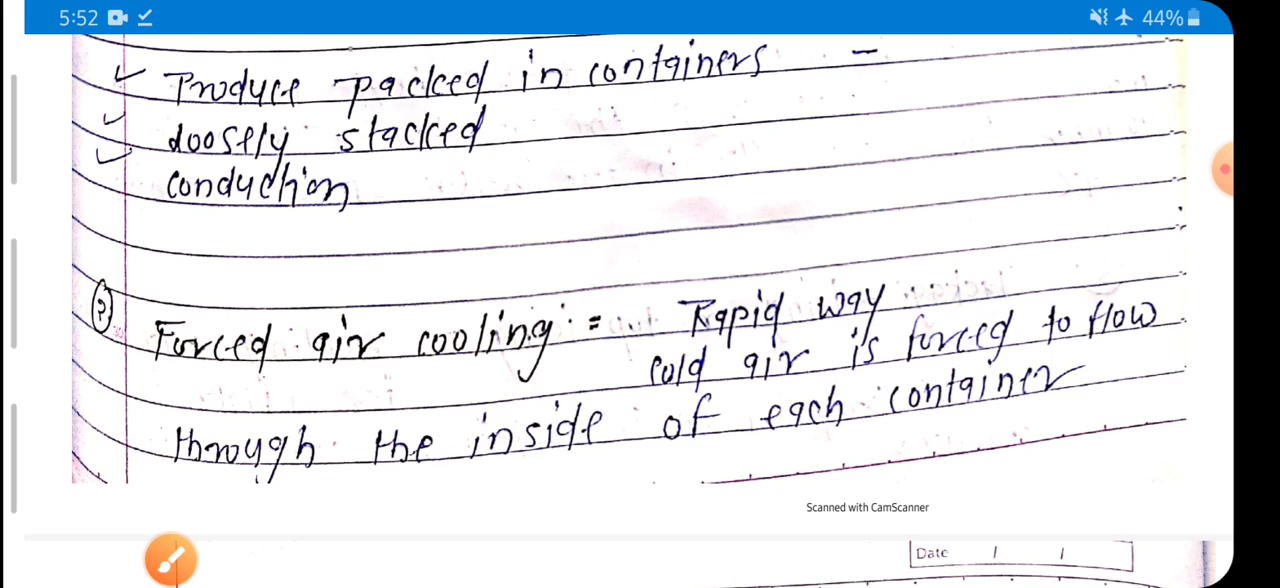 5:52
44%
Produce packed in containers -
Loosely stacked
conduction
(2) Forced air cooling := Rapid way
cold air is forced to flow
through the inside of each container
Scanned with CamScanner
Date / /